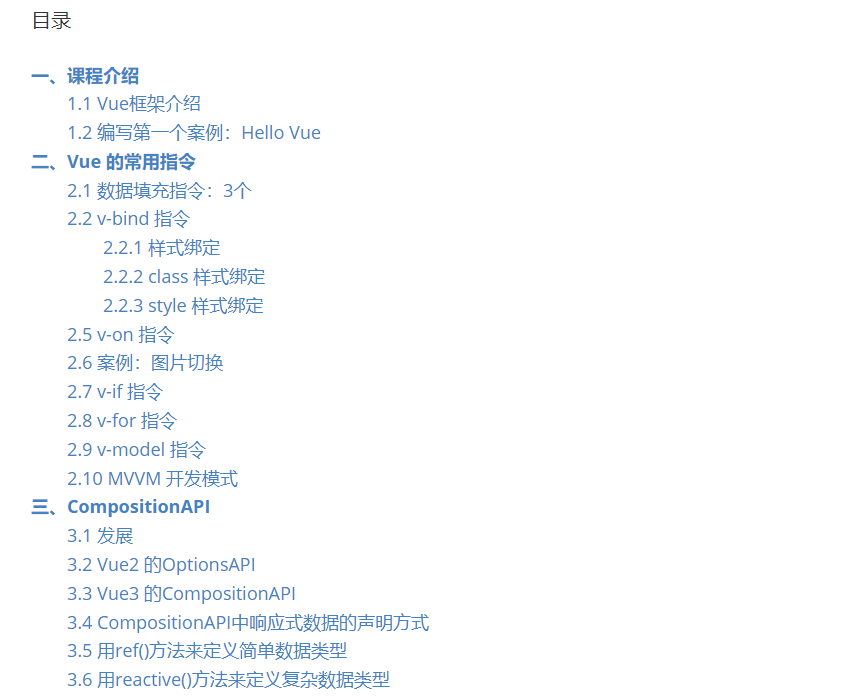 目录
一、课程介绍
1.1 Vue框架介绍
1.2 编写第一个案例：Hello Vue
二、Vue 的常用指令
2.1 数据填充指令：3个
2.2 v-bind 指令
2.2.1 样式绑定
2.2.2 class 样式绑定
2.2.3 style 样式绑定
2.5 v-on 指令
2.6 案例：图片切换
2.7 v-if 指令
2.8 v-for 指令
2.9 v-model 指令
2.10 MVVM 开发模式
三、CompositionAPI
3.1 发展
3.2 Vue2 的OptionsAPI
3.3 Vue3 的CompositionAPI
3.4 CompositionAPI中响应式数据的声明方式
3.5 用ref()方法来定义简单数据类型
3.6 用reactive()方法来定义复杂数据类型